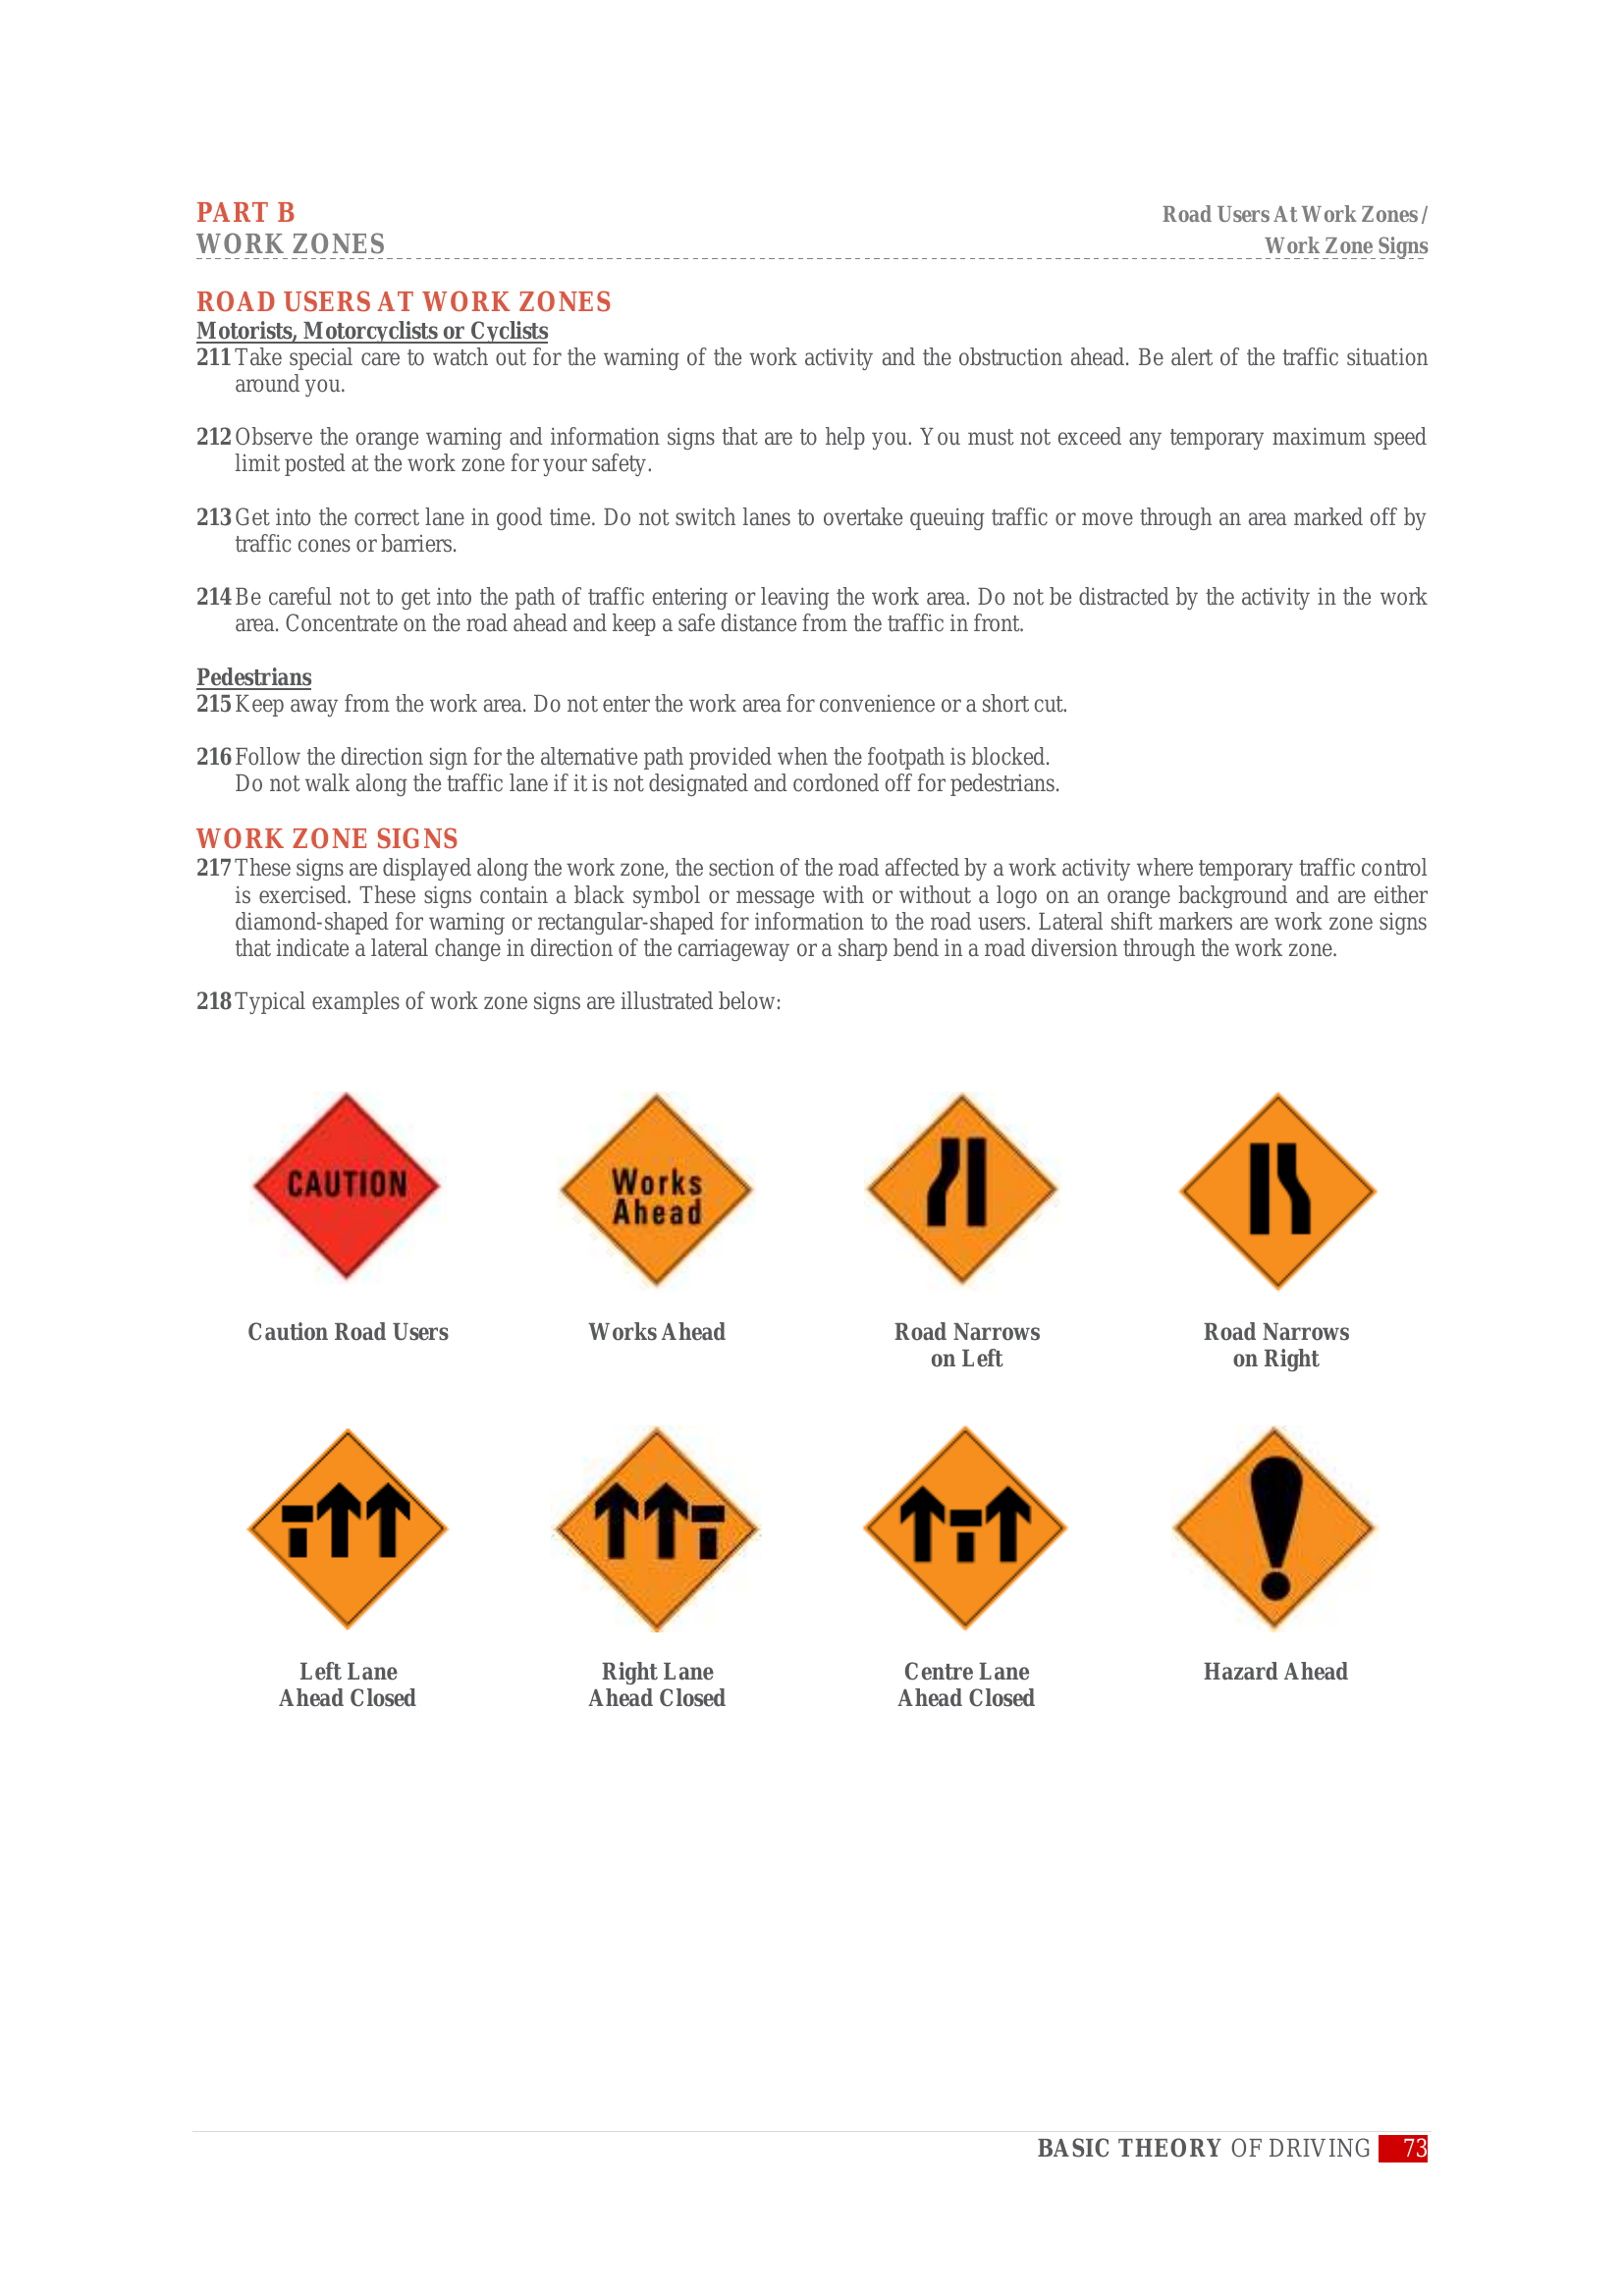 PART B
Road Users At Work Zones /
WORK ZONES
Work Zone Signs
ROAD USERS AT WORK ZONES
Motorists, Motorcyclists or Cyclists
211 Take special care to watch out for the warning of the work activity and the obstruction ahead. Be alert of the traffic situation
around you.
212 Observe the orange warning and information signs that are to help you. You must not exceed any temporary maximum speed
limit posted at the work zone for your safety.
213 Get into the correct lane in good time. Do not switch lanes to overtake queuing traffic or move through an area marked off by
traffic cones or barriers.
214 Be careful not to get into the path of traffic entering or leaving the work area. Do not be distracted by the activity in the work
area. Concentrate on the road ahead and keep a safe distance from the traffic in front.
Pedestrians
215 Keep away from the work area. Do not enter the work area for convenience or a short cut.
216 Follow the direction sign for the alternative path provided when the footpath is blocked.
Do not walk along the traffic lane if it is not designated and cordoned off for pedestrians.
WORK ZONE SIGNS
217 These signs are displayed along the work zone, the section of the road affected by a work activity where temporary traffic control
is exercised. These signs contain a black symbol or message with or without a logo on an orange background and are either
diamond-shaped for warning or rectangular-shaped for information to the road users. Lateral shift markers are work zone signs
that indicate a lateral change in direction of the carriageway or a sharp bend in a road diversion through the work zone.
218 Typical examples of work zone signs are illustrated below:
CAUTION
Works
Ahead
Caution Road Users
Works Ahead
Road Narrows
on Left
Road Narrows
on Right
Left Lane
Ahead Closed
Right Lane
Ahead Closed
Centre Lane
Ahead Closed
Hazard Ahead
BASIC THEORY OF DRIVING 73